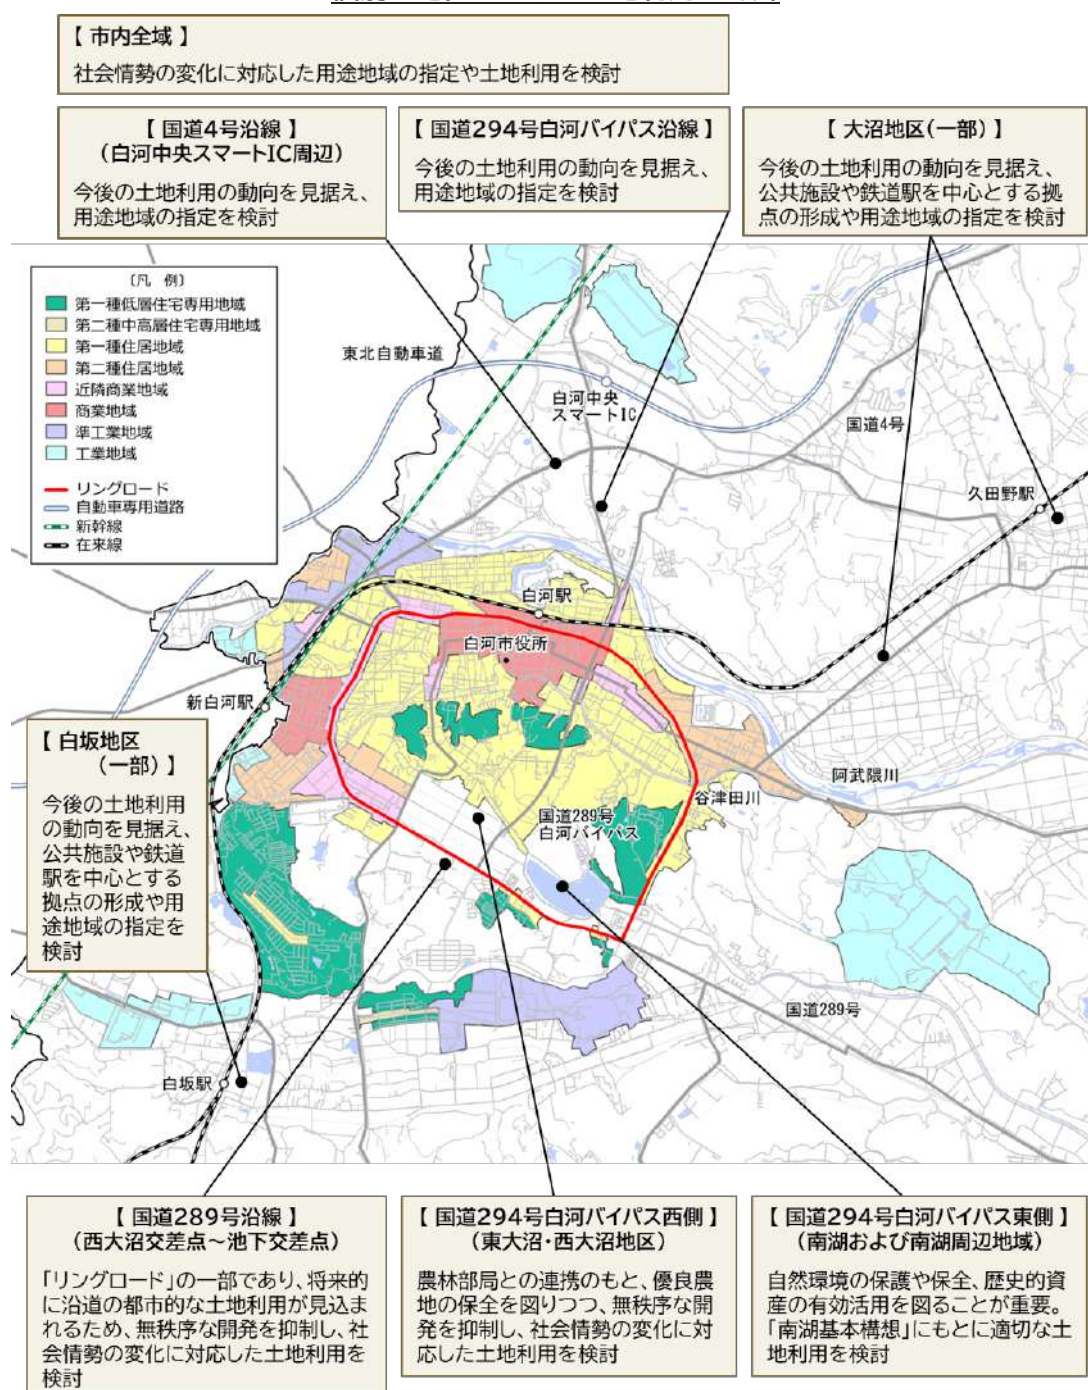 【 市内全域 】
社会情勢の変化に対応した用途地域の指定や土地利用を検討
【 国道4号沿線 】
(白河中央スマートIC周辺)
今後の土地利用の動向を見据え、
用途地域の指定を検討
【 国道294号白河バイパス沿線 】
今後の土地利用の動向を見据え、
用途地域の指定を検討
【 大沼地区(一部) 】
今後の土地利用の動向を見据え、
公共施設や鉄道駅を中心とする拠
点の形成や用途地域の指定を検討
〔凡 例〕
第一種低層住宅専用地域
第二種中高層住宅専用地域
第一種住居地域
第二種住居地域
近隣商業地域
商業地域
準工業地域
工業地域
リングロード
自動車専用道路
新幹線
在来線
東北自動車道
白河中央
スマートIC
国道4号
久田野駅
白河駅
白河市役所
新白河駅
阿武隈川
谷津田川
国道289号
白河バイパス
国道289号
白坂駅
【 白坂地区
(一部) 】
今後の土地利用
の動向を見据え、
公共施設や鉄道
駅を中心とする
拠点の形成や用
途地域の指定を
検討
【 国道289号沿線 】
(西大沼交差点～池下交差点)
「リングロード」の一部であり、将来的
に沿道の都市的な土地利用が見込ま
れるため、無秩序な開発を抑制し、社
会情勢の変化に対応した土地利用を
検討
【 国道294号白河バイパス西側 】
(東大沼・西大沼地区)
農林部局との連携のもと、優良農
地の保全を図りつつ、無秩序な開
発を抑制し、社会情勢の変化に対
応した土地利用を検討
【 国道294号白河バイパス東側 】
(南湖および南湖周辺地域)
自然環境の保護や保全、歴史的資
産の有効活用を図ることが重要。
「南湖基本構想」にもとに適切な土
地利用を検討